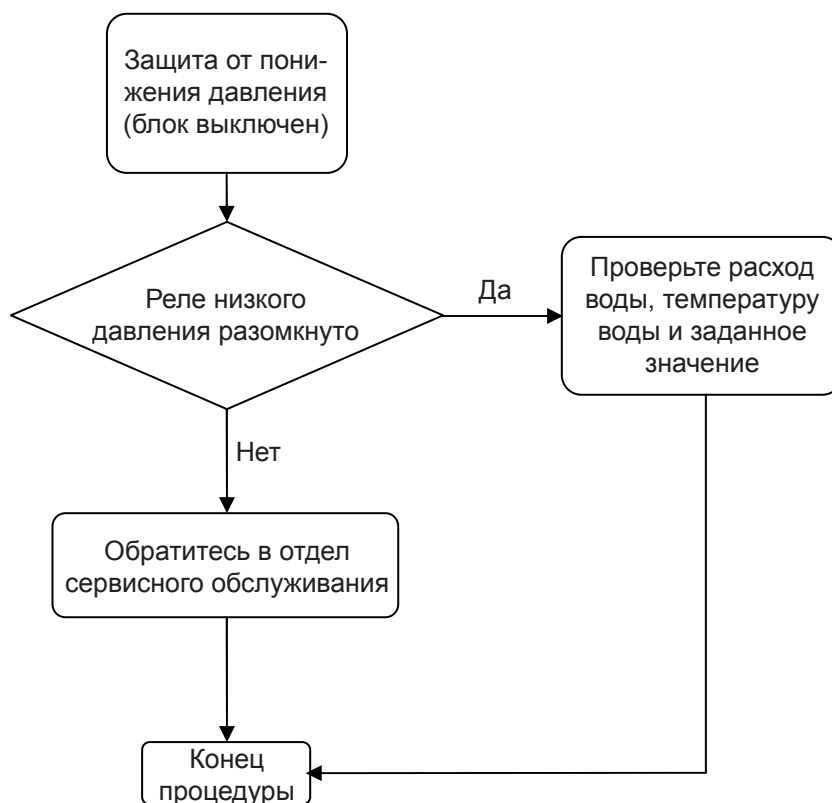 Защита от пони-
жения давления
(блок выключен)
Реле низкого
давления разомкнуто
Да
Проверьте расход
воды, температуру
воды и заданное
значение
Нет
Обратитесь в отдел
сервисного обслуживания
Конец
процедуры